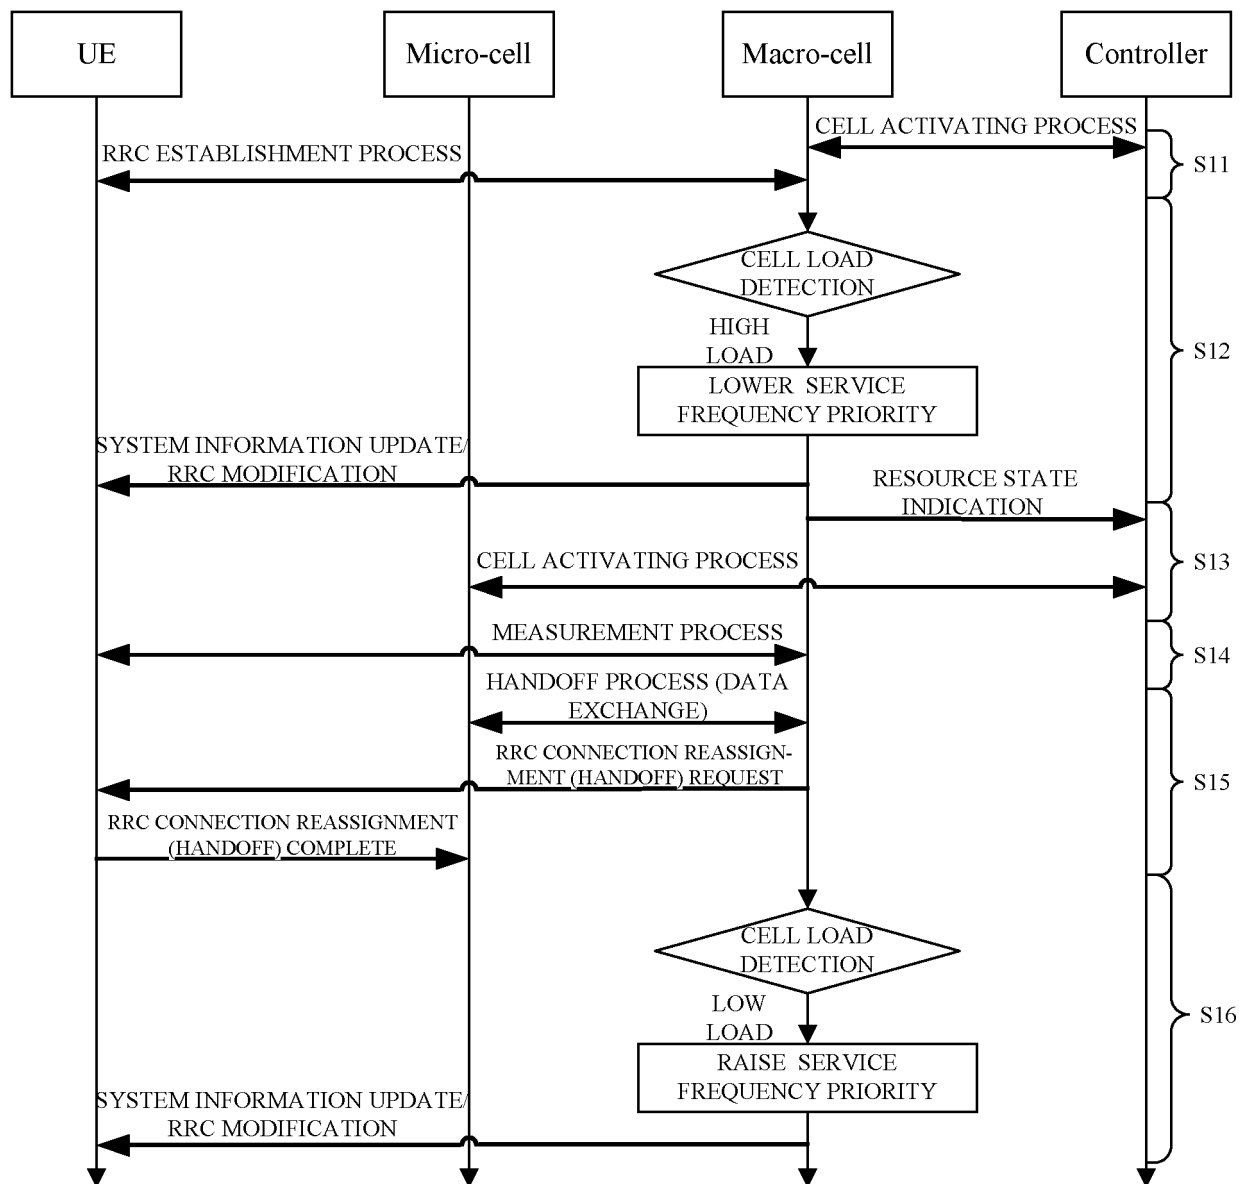 UE
Micro-cell
Macro-cell
Controller
CELL ACTIVATING PROCESS
RRC ESTABLISHMENT PROCESS
S11
CELL LOAD
DETECTION
HIGH
LOAD
S12
LOWER SERVICE
FREQUENCY PRIORITY
SYSTEM INFORMATION UPDATE/
RRC MODIFICATION
RESOURCE STATE
INDICATION
CELL ACTIVATING PROCESS
S13
MEASUREMENT PROCESS
S14
HANDOFF PROCESS (DATA
EXCHANGE)
RRC CONNECTION REASSIGN-
MENT (HANDOFF) REQUEST
S15
RRC CONNECTION REASSIGNMENT
(HANDOFF) COMPLETE
CELL LOAD
DETECTION
LOW
LOAD
S16
RAISE SERVICE
FREQUENCY PRIORITY
SYSTEM INFORMATION UPDATE/
RRC MODIFICATION